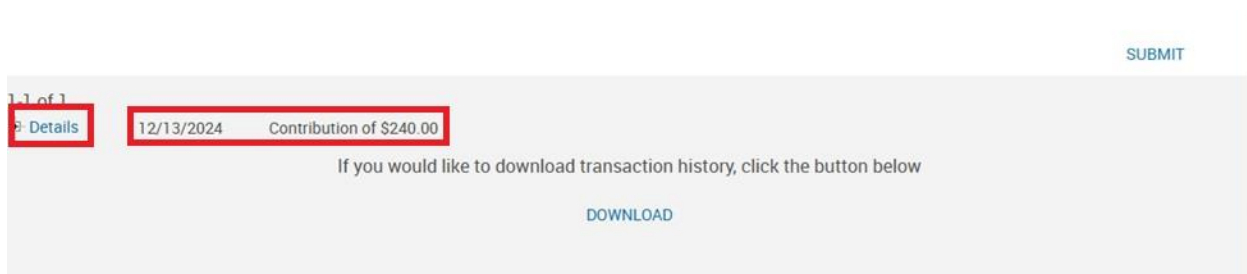 SUBMIT
1-1 of 1
Details 12/13/2024 Contribution of $240.00
If you would like to download transaction history, click the button below
DOWNLOAD